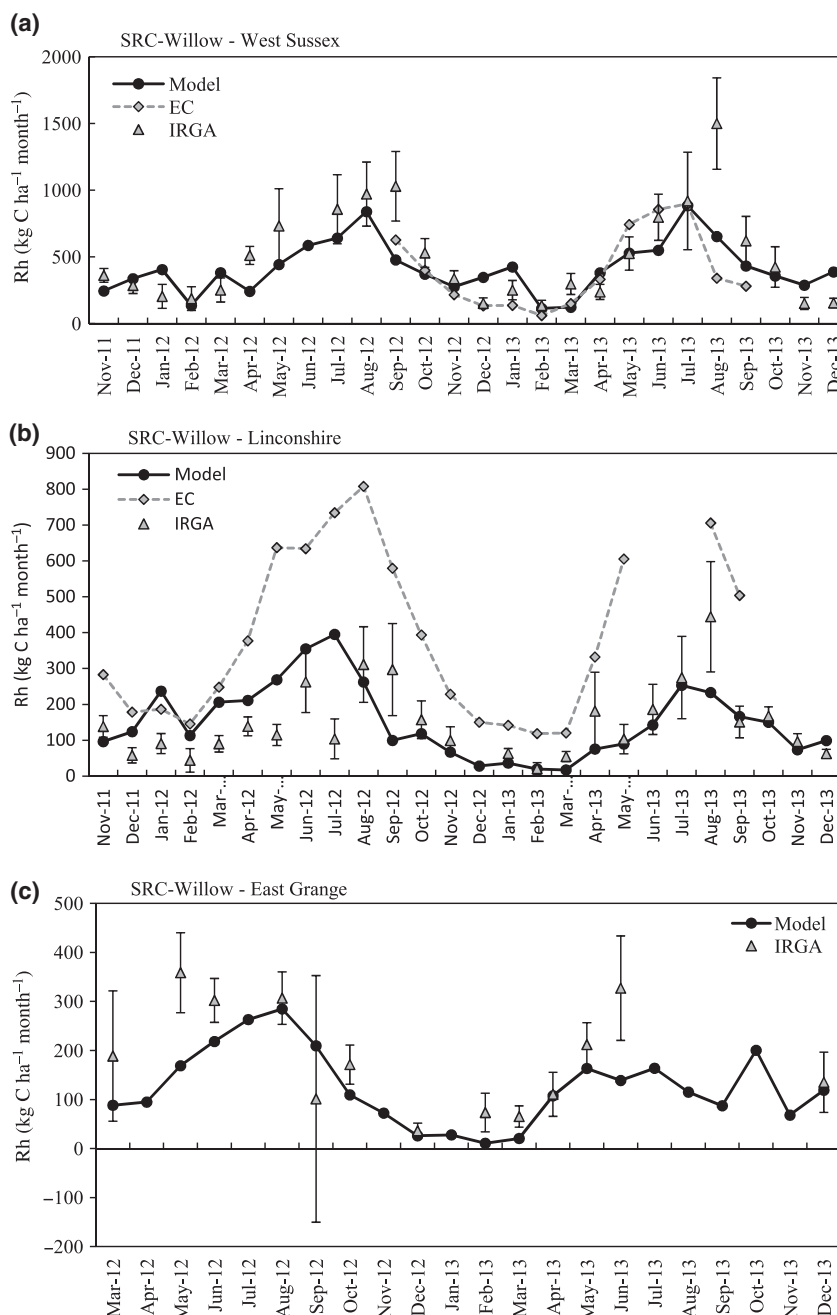 (a)
SRC-Willow - West Sussex
Model
EC
IRGA
Rh (kg C ha⁻¹ month⁻¹)
2000
1500
1000
500
0
Nov-11 Dec-11 Jan-12 Feb-12 Mar-12 Apr-12 May-12 Jun-12 Jul-12 Aug-12 Sep-12 Oct-12 Nov-12 Dec-12 Jan-13 Feb-13 Mar-13 Apr-13 May-13 Jun-13 Jul-13 Aug-13 Sep-13 Oct-13 Nov-13 Dec-13
(b)
SRC-Willow - Linconshire
Model
EC
IRGA
Rh (kg C ha⁻¹ month⁻¹)
900
800
700
600
500
400
300
200
100
0
Nov-11 Dec-11 Jan-12 Feb-12 Mar-... Apr-12 May-... Jun-12 Jul-12 Aug-12 Sep-12 Oct-12 Nov-12 Dec-12 Jan-13 Feb-13 Mar-... Apr-13 May-... Jun-13 Jul-13 Aug-13 Sep-13 Oct-13 Nov-13 Dec-13
(c)
SRC-Willow - East Grange
Model
IRGA
Rh (kg C ha⁻¹ month⁻¹)
500
400
300
200
100
0
−100
−200
Mar-12 Apr-12 May-12 Jun-12 Jul-12 Aug-12 Sep-12 Oct-12 Nov-12 Dec-12 Jan-13 Feb-13 Mar-13 Apr-13 May-13 Jun-13 Jul-13 Aug-13 Sep-13 Oct-13 Nov-13 Dec-13